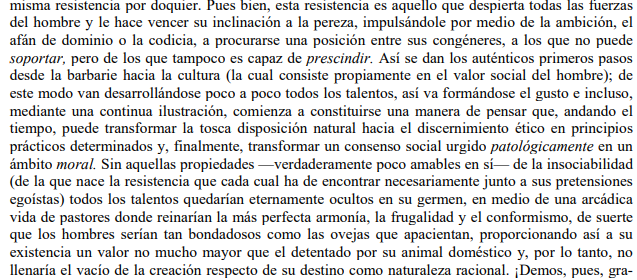 misma resistencia por doquier. Pues bien, esta resistencia es aquello que despierta todas las fuerzas
del hombre y le hace vencer su inclinación a la pereza, impulsándole por medio de la ambición, el
afán de dominio o la codicia, a procurarse una posición entre sus congéneres, a los que no puede
soportar, pero de los que tampoco es capaz de prescindir. Así se dan los auténticos primeros pasos
desde la barbarie hacia la cultura (la cual consiste propiamente en el valor social del hombre); de
este modo van desarrollándose poco a poco todos los talentos, así va formándose el gusto e incluso,
mediante una continua ilustración, comienza a constituirse una manera de pensar que, andando el
tiempo, puede transformar la tosca disposición natural hacia el discernimiento ético en principios
prácticos determinados y, finalmente, transformar un consenso social urgido patológicamente en un
ámbito moral. Sin aquellas propiedades —verdaderamente poco amables en sí— de la insociabilidad
(de la que nace la resistencia que cada cual ha de encontrar necesariamente junto a sus pretensiones
egoístas) todos los talentos quedarían eternamente ocultos en su germen, en medio de una arcádica
vida de pastores donde reinarían la más perfecta armonía, la frugalidad y el conformismo, de suerte
que los hombres serían tan bondadosos como las ovejas que apacientan, proporcionando así a su
existencia un valor no mucho mayor que el detentado por su animal doméstico y, por lo tanto, no
llenaría el vacío de la creación respecto de su destino como naturaleza racional. ¡Demos, pues, gra-